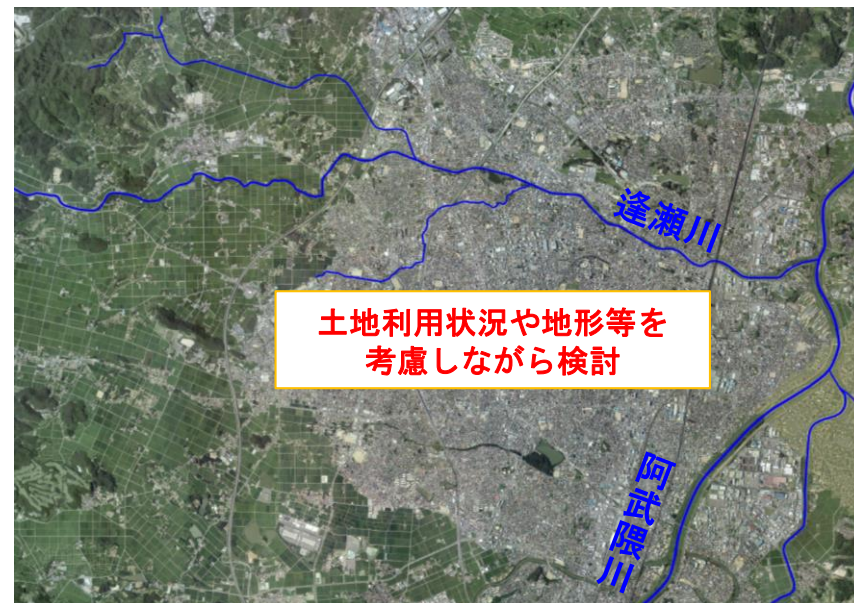 逢瀬川
土地利用状況や地形等を
考慮しながら検討
阿武隈川